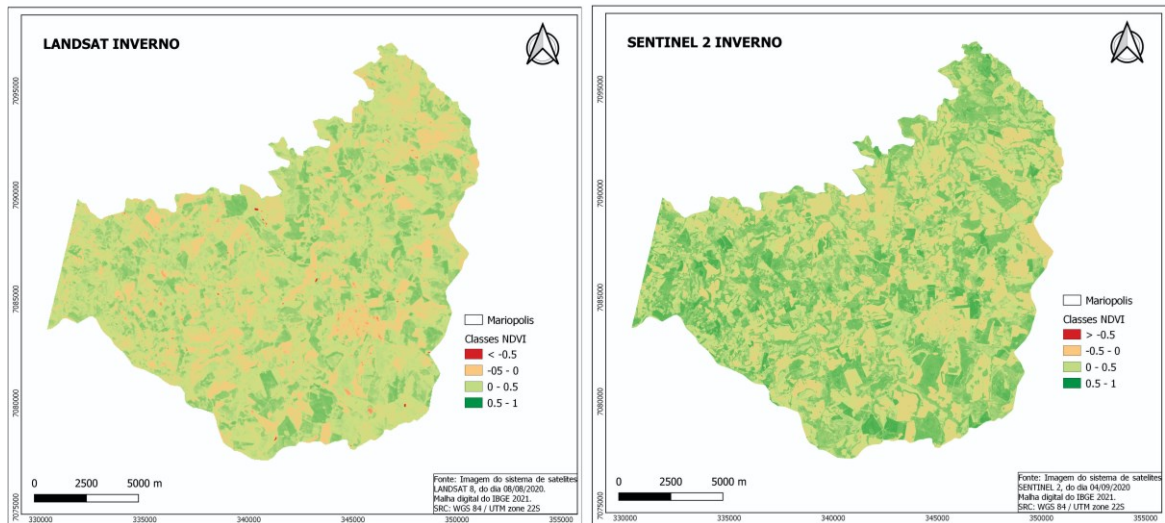 LANDSAT INVERNO
7095000
7090000
7085000
7080000
7075000
Mariopolis
Classes NDVI
< -0.5
-05 - 0
0 - 0.5
0.5 - 1
0 2500 5000 m
Fonte: Imagem do sistema de satelites
LANDSAT 8, do dia 08/08/2020.
Malha digital do IBGE 2021.
SRC: WGS 84 / UTM zone 22S
330000 335000 340000 345000 350000 355000
SENTINEL 2 INVERNO
7095000
7090000
7085000
7080000
7075000
Mariopolis
Classes NDVI
> -0.5
-0.5 - 0
0 - 0.5
0.5 - 1
0 2500 5000 m
Fonte: Imagem do sistema de satelites
SENTINEL 2, do dia 04/09/2020
Malha digital do IBGE 2021.
SRC: WGS 84 / UTM zone 22S
330000 335000 340000 345000 350000 355000